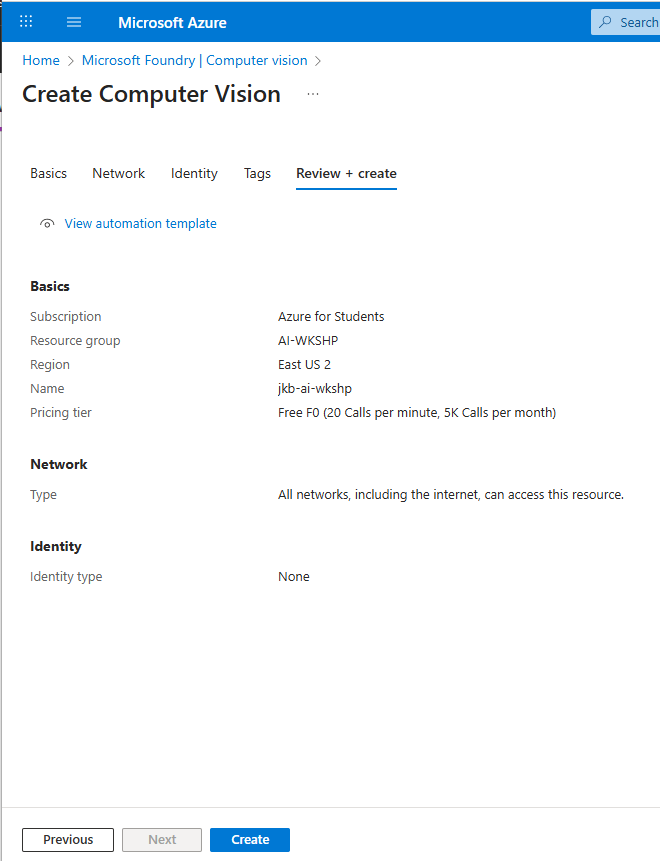 Microsoft Azure Search
Home > Microsoft Foundry | Computer vision >
Create Computer Vision ...
Basics Network Identity Tags Review + create
View automation template
Basics
Subscription Azure for Students
Resource group AI-WKSHP
Region East US 2
Name jkb-ai-wkshp
Pricing tier Free F0 (20 Calls per minute, 5K Calls per month)
Network
Type All networks, including the internet, can access this resource.
Identity
Identity type None
Previous Next Create